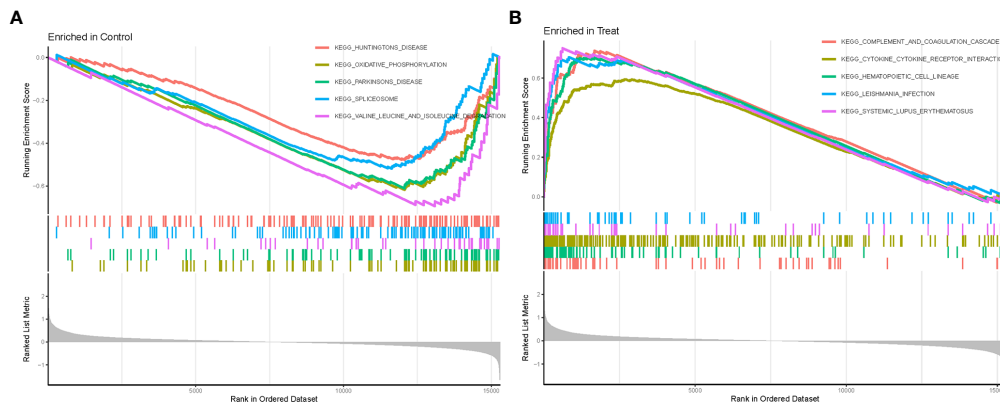 A
Enriched in Control
KEGG_HUNTINGTONS_DISEASE
KEGG_OXIDATIVE_PHOSPHORYLATION
KEGG_PARKINSONS_DISEASE
KEGG_SPLICEOSOME
KEGG_VALINE_LEUCINE_AND_ISOLEUCINE_DEGRADATION
Running Enrichment Score
0.0
-0.2
-0.4
-0.6
Ranked List Metric
2
1
0
-1
5000
10000
15000
Rank in Ordered Dataset
B
Enriched in Treat
KEGG_COMPLEMENT_AND_COAGULATION_CASCADE
KEGG_CYTOKINE_CYTOKINE_RECEPTOR_INTERACTION
KEGG_HEMATOPOIETIC_CELL_LINEAGE
KEGG_LEISHMANIA_INFECTION
KEGG_SYSTEMIC_LUPUS_ERYTHEMATOSUS
Running Enrichment Score
0.6
0.4
0.2
0.0
Ranked List Metric
2
1
0
-1
5000
10000
15000
Rank in Ordered Dataset